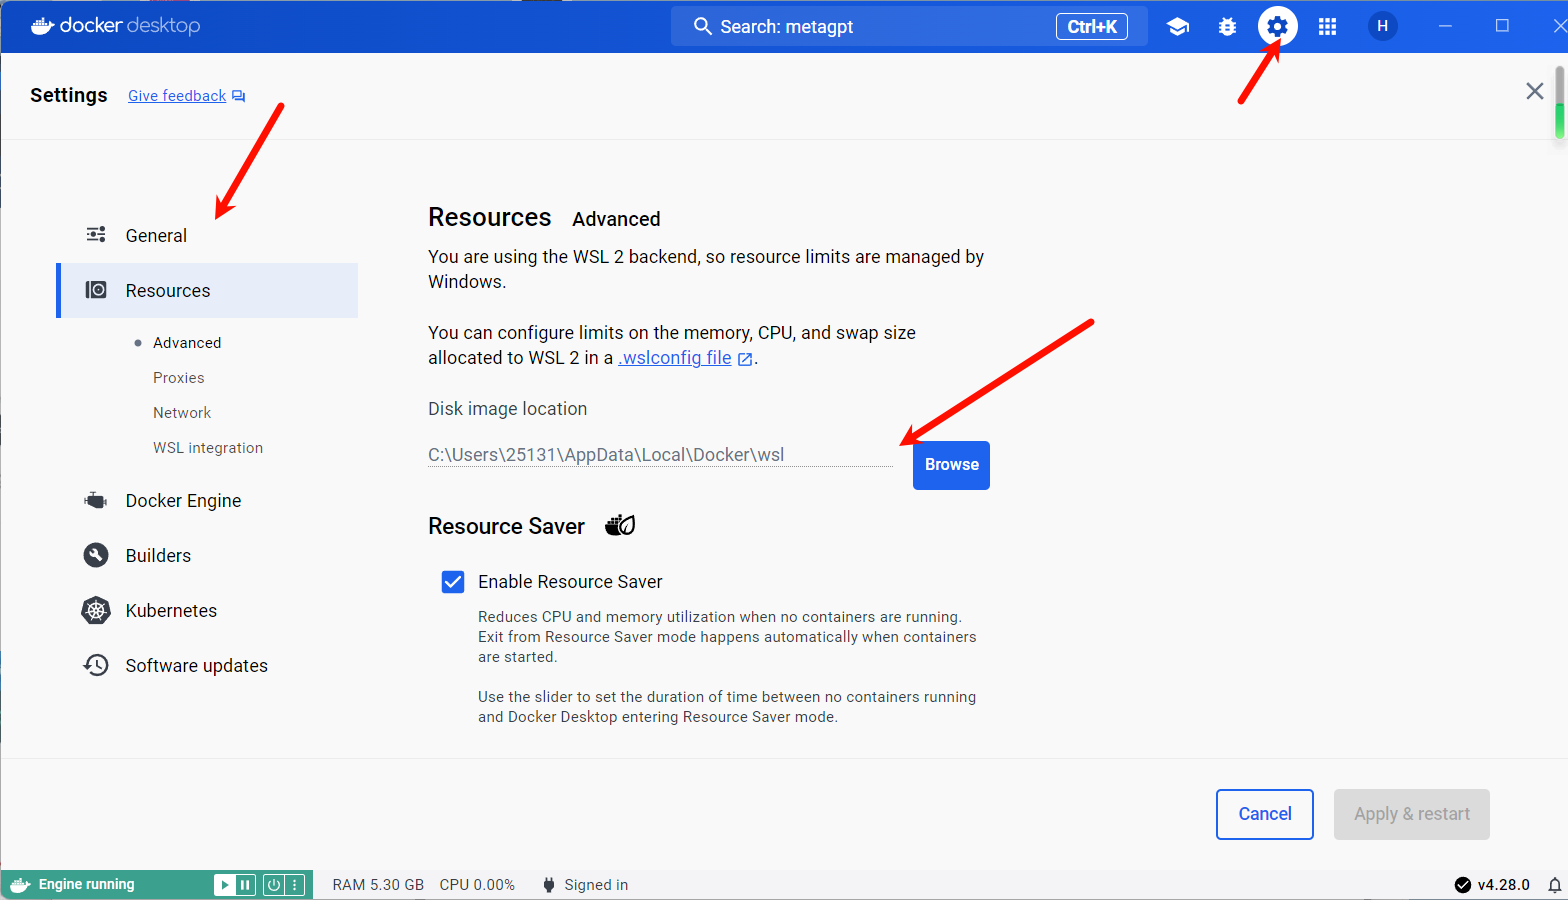 docker desktop
Search: metagpt
Ctrl+K
H
Settings
Give feedback
General
Resources
Advanced
Proxies
Network
WSL integration
Docker Engine
Builders
Kubernetes
Software updates
Resources Advanced
You are using the WSL 2 backend, so resource limits are managed by
Windows.
You can configure limits on the memory, CPU, and swap size
allocated to WSL 2 in a .wslconfig file.
Disk image location
C:\Users\25131\AppData\Local\Docker\wsl
Browse
Resource Saver
Enable Resource Saver
Reduces CPU and memory utilization when no containers are running.
Exit from Resource Saver mode happens automatically when containers
are started.
Use the slider to set the duration of time between no containers running
and Docker Desktop entering Resource Saver mode.
Cancel
Apply & restart
Engine running
RAM 5.30 GB CPU 0.00%
Signed in
v4.28.0